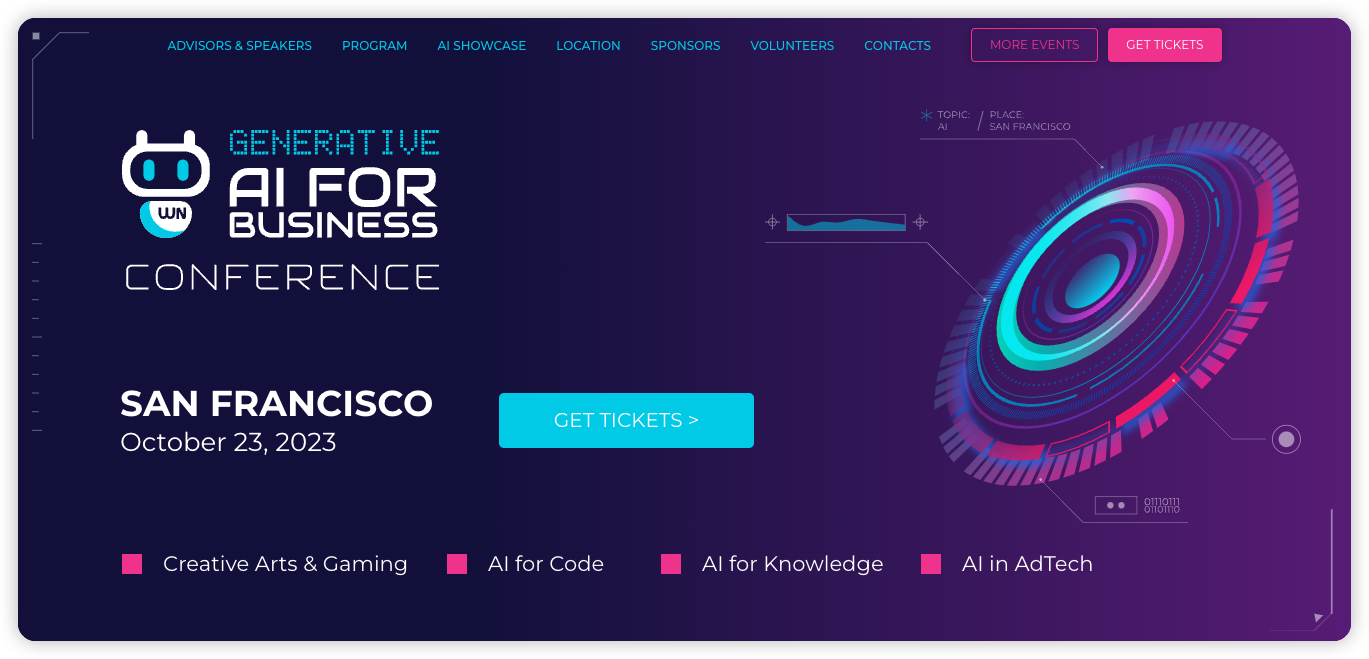 ADVISORS & SPEAKERS PROGRAM AI SHOWCASE LOCATION SPONSORS VOLUNTEERS CONTACTS MORE EVENTS GET TICKETS
TOPIC: / PLACE:
AI SAN FRANCISCO
GENERATIVE
AI FOR
BUSINESS
WN
CONFERENCE
SAN FRANCISCO
October 23, 2023
GET TICKETS >
01110111
01101110
Creative Arts & Gaming AI for Code AI for Knowledge AI in AdTech